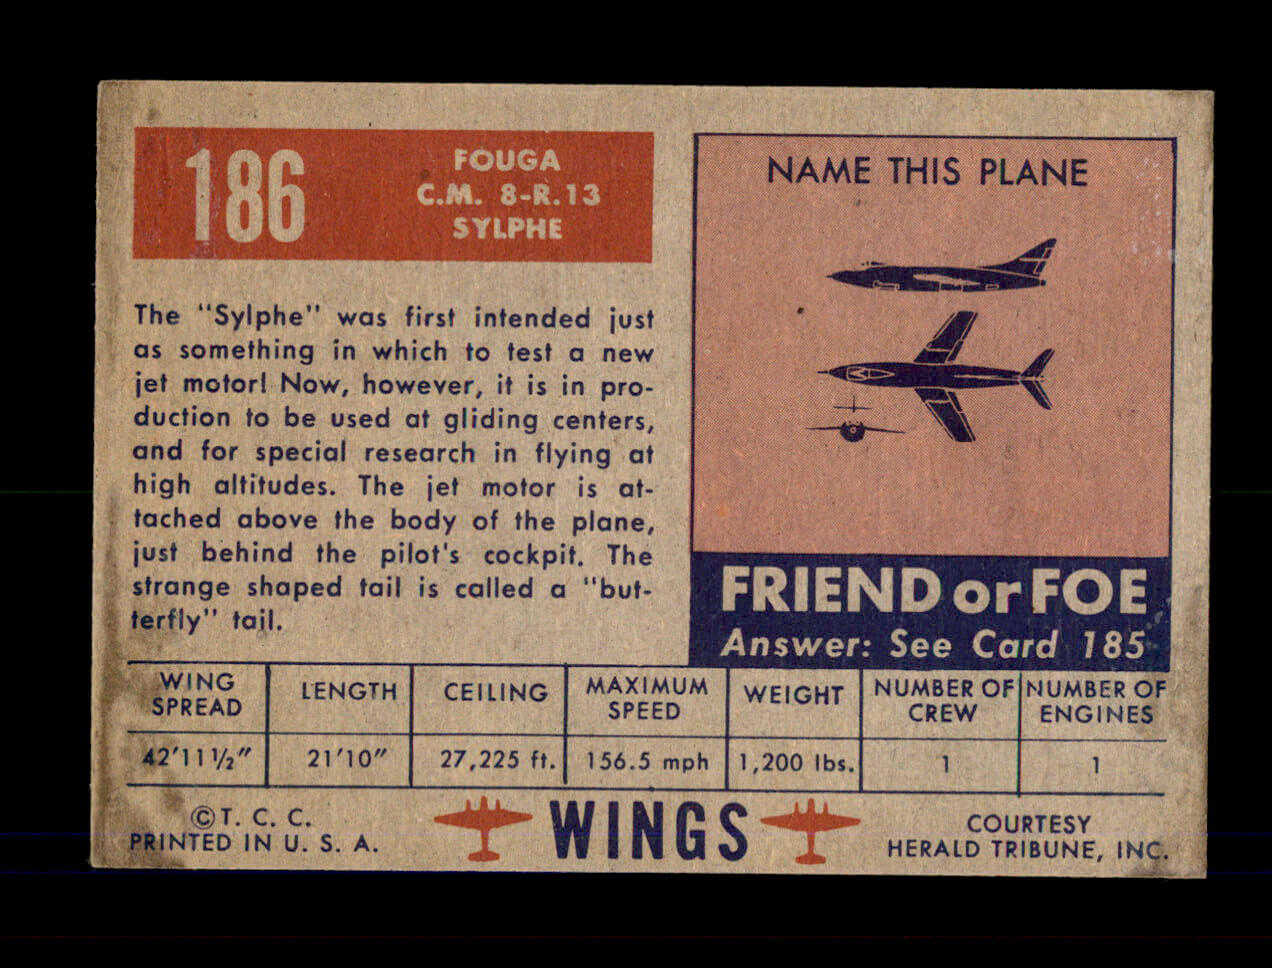 186
FOUGA
C.M. 8-R.13
SYLPHE
The "Sylphe" was first intended just
as something in which to test a new
jet motor! Now, however, it is in pro-
duction to be used at gliding centers,
and for special research in flying at
high altitudes. The jet motor is at-
tached above the body of the plane,
just behind the pilot's cockpit. The
strange shaped tail is called a "but-
terfly" tail.
NAME THIS PLANE
FRIEND or FOE
Answer: See Card 185
WING SPREAD
LENGTH
CEILING
MAXIMUM SPEED
WEIGHT
NUMBER OF CREW
NUMBER OF ENGINES
42'11½"
21'10"
27,225 ft.
156.5 mph
1,200 lbs.
1
1
©T. C. C.
PRINTED IN U. S. A.
WINGS
COURTESY
HERALD TRIBUNE, INC.